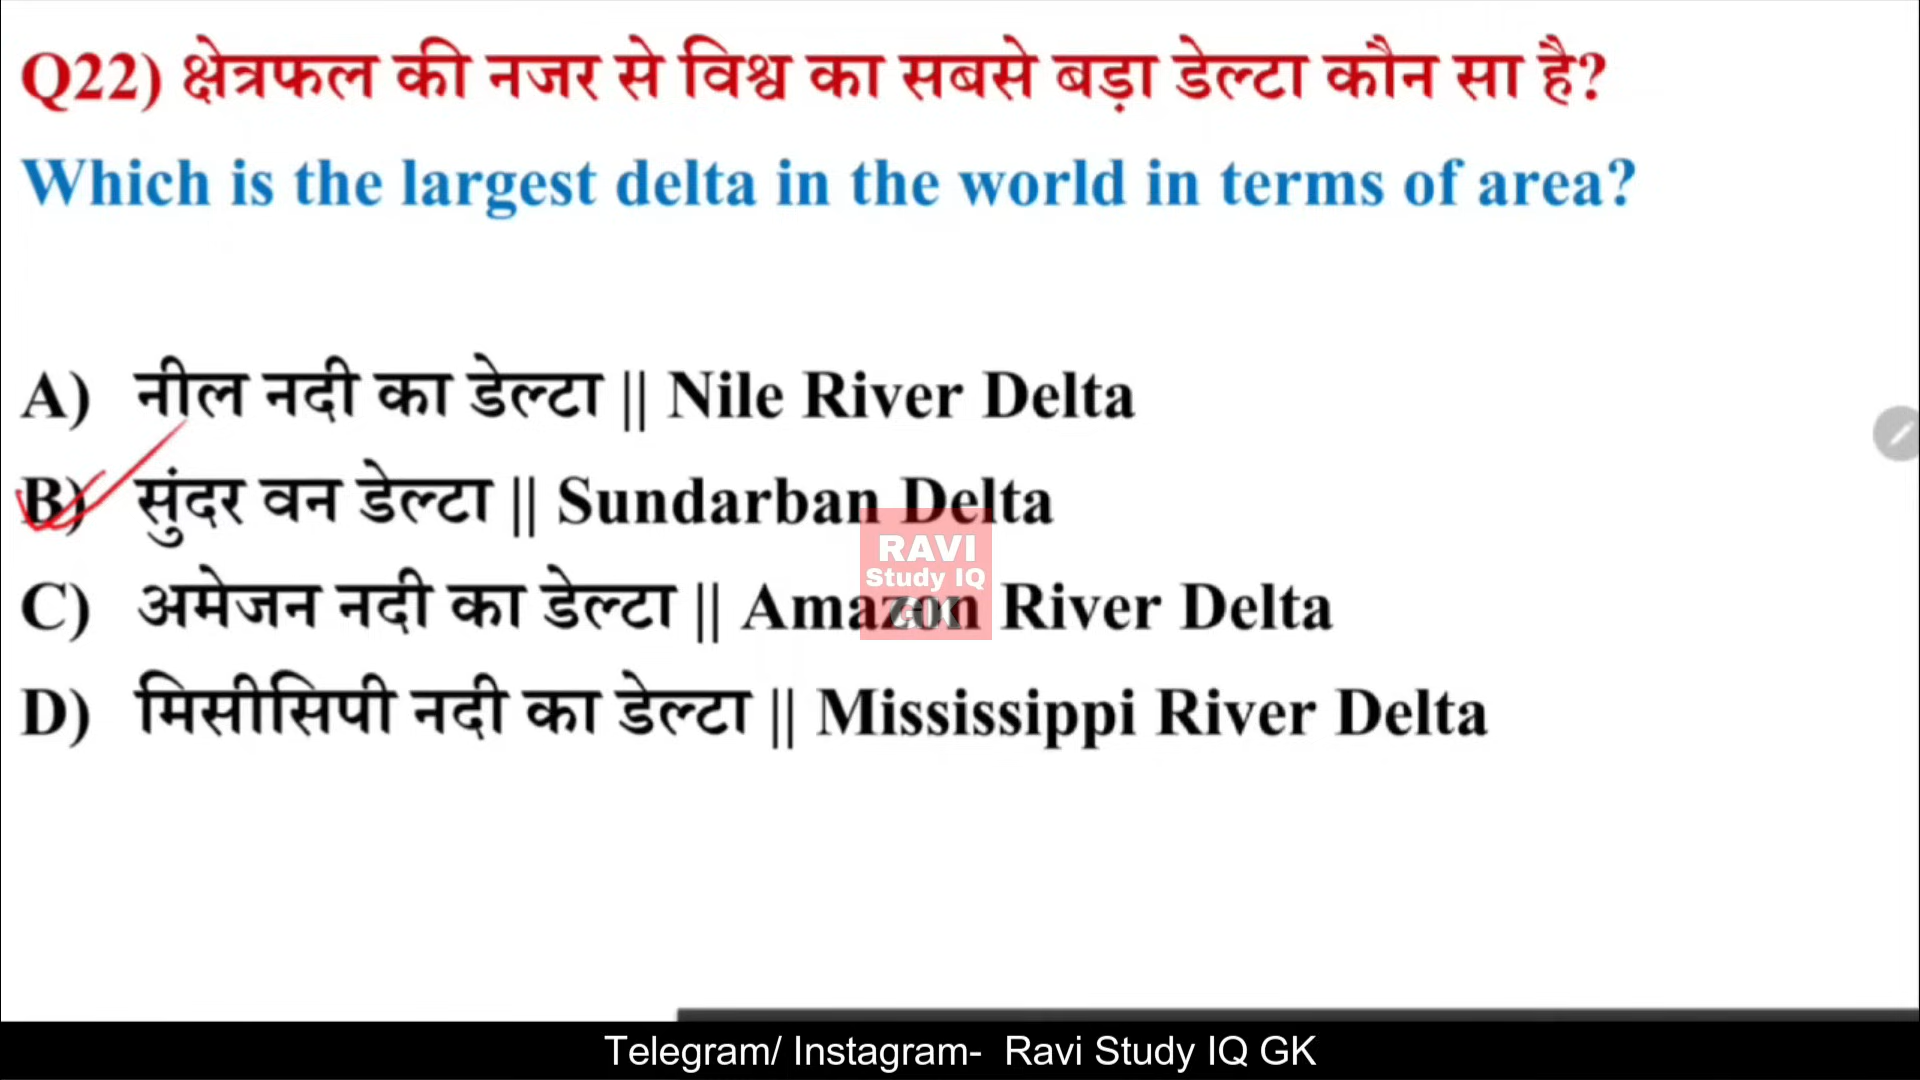 Q22) क्षेत्रफल की नजर से विश्व का सबसे बड़ा डेल्टा कौन सा है?
Which is the largest delta in the world in terms of area?
A) नील नदी का डेल्टा || Nile River Delta
B) सुंदर वन डेल्टा || Sundarban Delta
C) अमेजन नदी का डेल्टा || Amazon River Delta
D) मिसीसिपी नदी का डेल्टा || Mississippi River Delta
RAVI
Study IQ
GK
Telegram/ Instagram- Ravi Study IQ GK